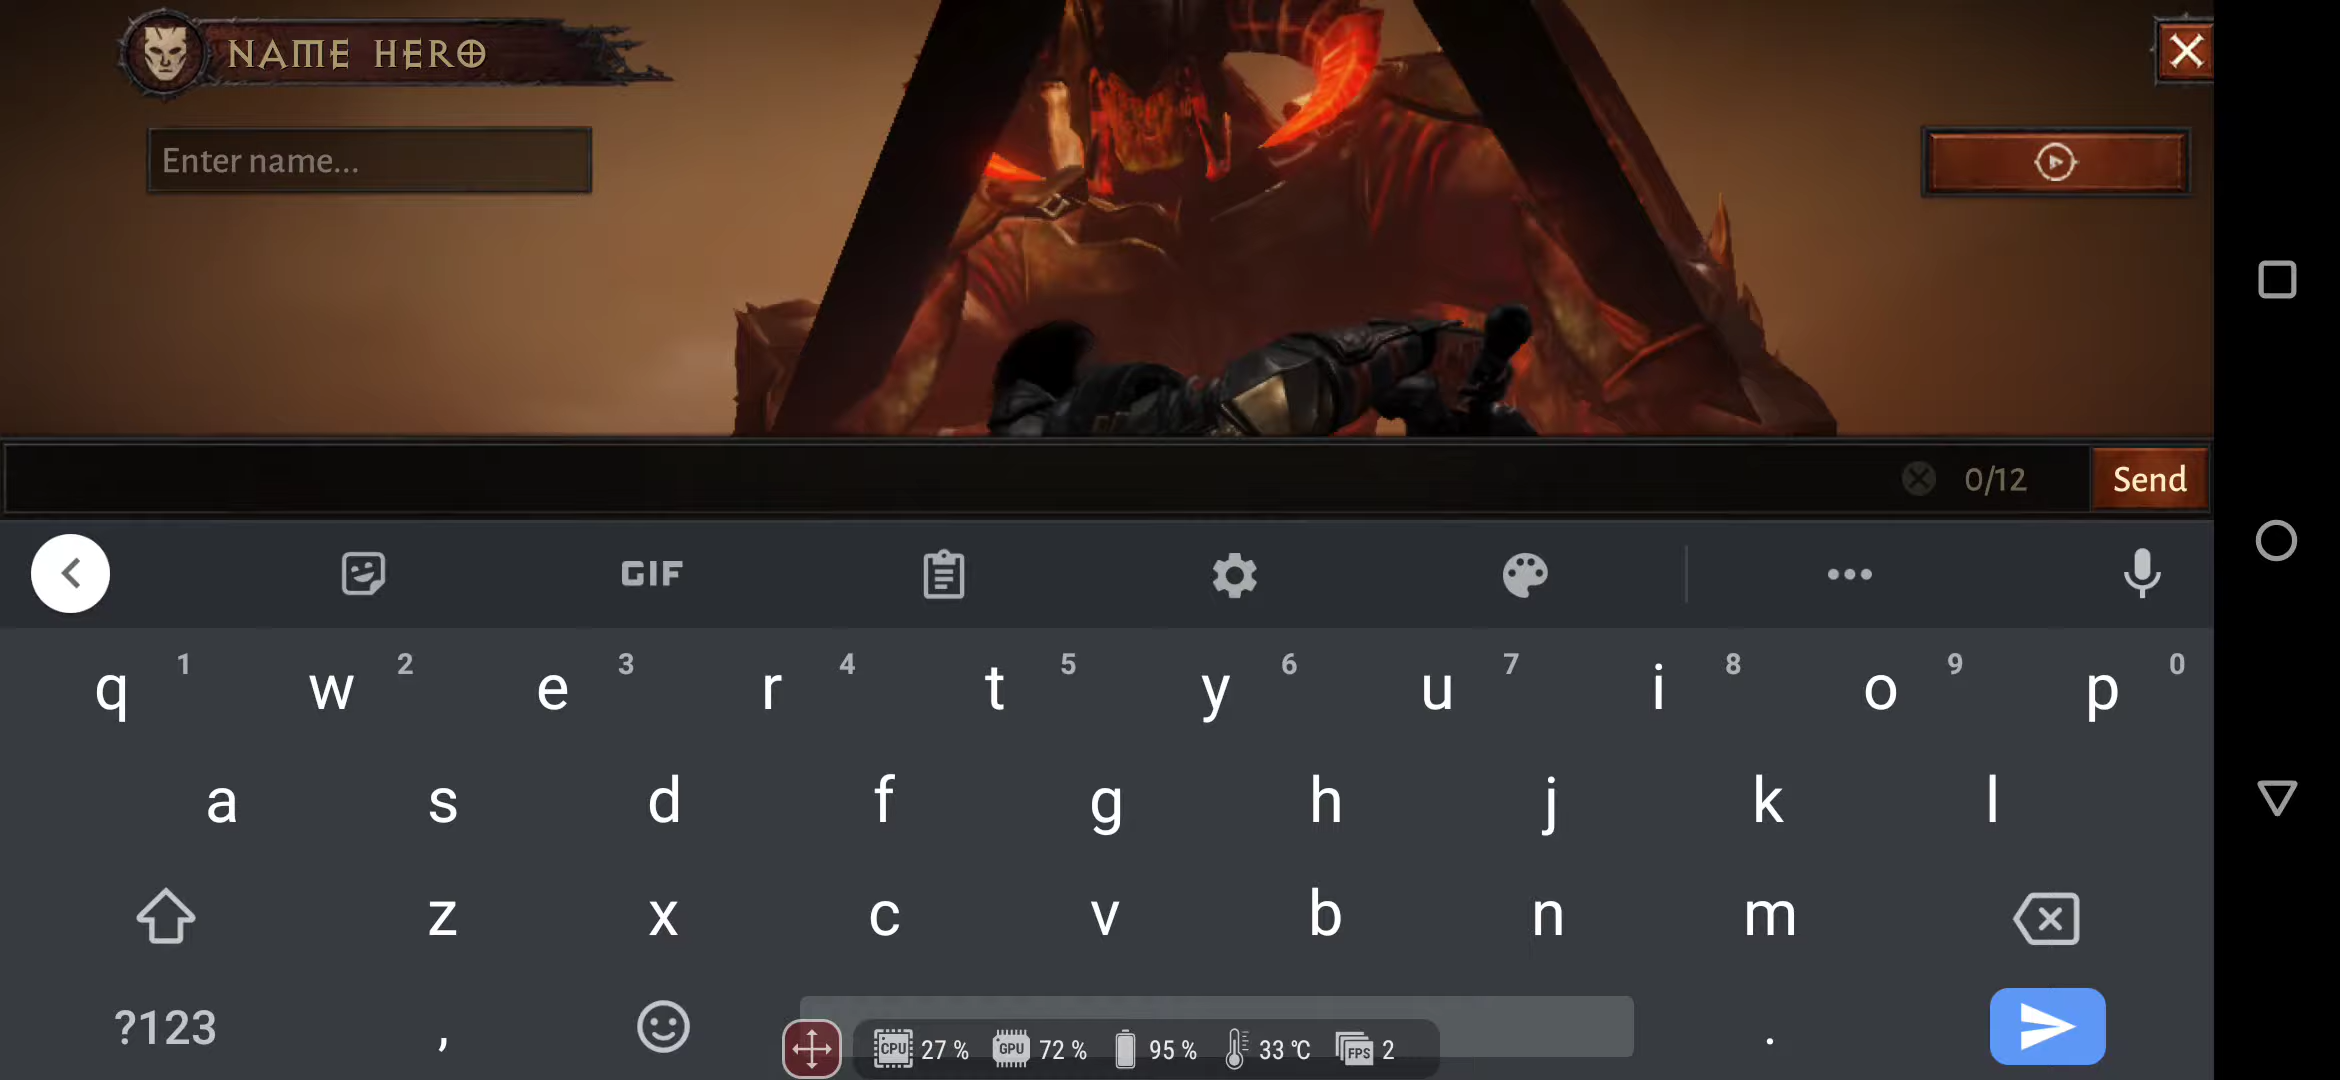 NAME HERO
Enter name...
0/12 Send
GIF
q 1 w 2 e 3 r 4 t 5 y 6 u 7 i 8 o 9 p 0
a s d f g h j k l
z x c v b n m
?123 , .
CPU 27 % GPU 72 % 95 % 33 °C FPS 2